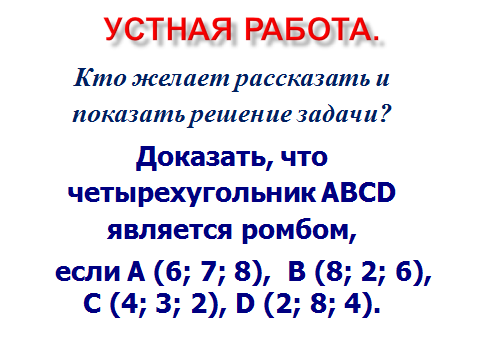 УСТНАЯ РАБОТА.
Кто желает рассказать и
показать решение задачи?
Доказать, что
четырехугольник ABCD
является ромбом,
если А (6; 7; 8), В (8; 2; 6),
С (4; 3; 2), D (2; 8; 4).